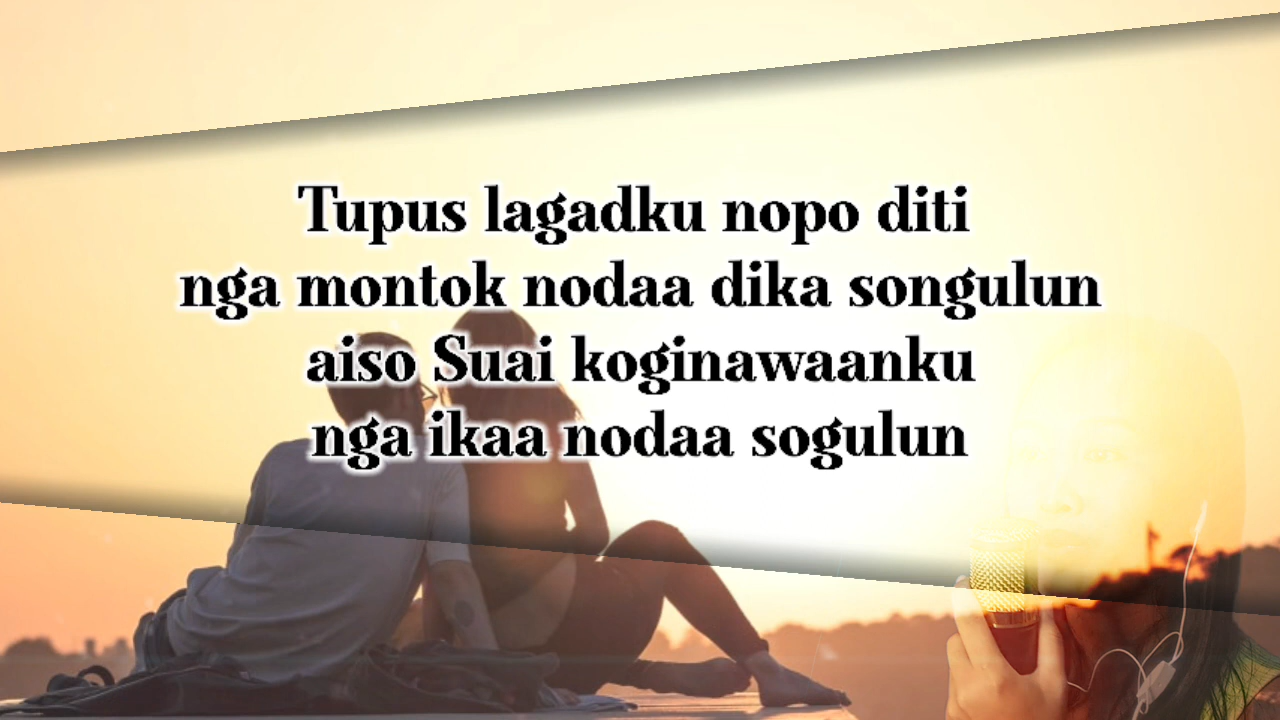 Tupus lagadku nopo diti
nga montok nodaa dika songulun
aiso Suai koginawaanku
nga ikaa nodaa sogulun